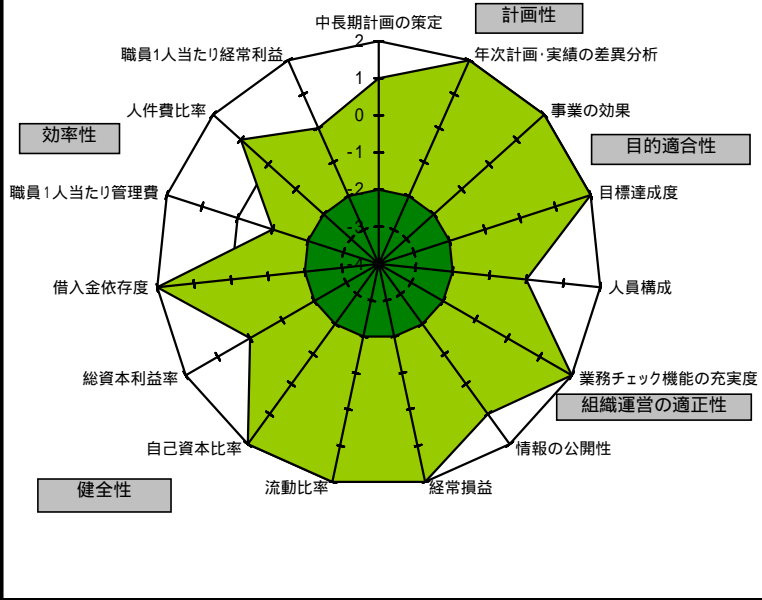 中長期計画の策定
計画性
職員1人当たり経常利益
年次計画・実績の差異分析
人件費比率
事業の効果
効率性
目的適合性
職員1人当たり管理費
目標達成度
借入金依存度
人員構成
総資本利益率
業務チェック機能の充実度
組織運営の適正性
自己資本比率
情報の公開性
健全性
流動比率
経常損益
2
1
0
-1
-2
-3
-4